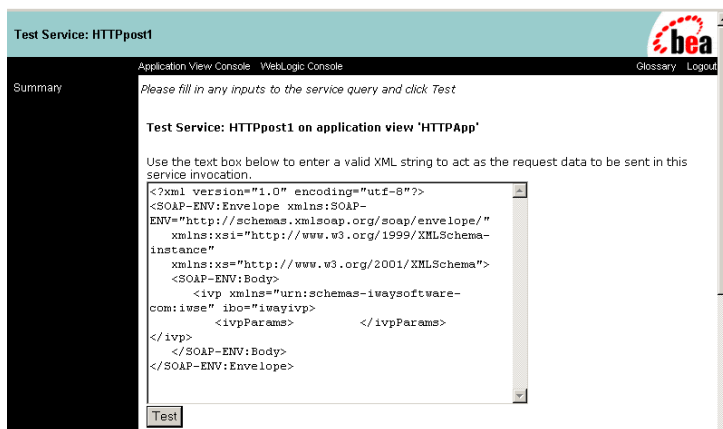 Test Service: HTTPpost1
bea
Application View Console WebLogic Console Glossary Logout
Summary
Please fill in any inputs to the service query and click Test
Test Service: HTTPpost1 on application view 'HTTPApp'
Use the text box below to enter a valid XML string to act as the request data to be sent in this
service invocation.
<?xml version="1.0" encoding="utf-8"?>
<SOAP-ENV:Envelope xmlns:SOAP-
ENV="http://schemas.xmlsoap.org/soap/envelope/"
xmlns:xsi="http://www.w3.org/1999/XMLSchema-
instance"
xmlns:xs="http://www.w3.org/2001/XMLSchema">
<SOAP-ENV:Body>
<ivp xmlns="urn:schemas-iwaysoftware-
com:iwse" ibo="iwayivp>
<ivpParams> </ivpParams>
</ivp>
</SOAP-ENV:Body>
</SOAP-ENV:Envelope>
Test